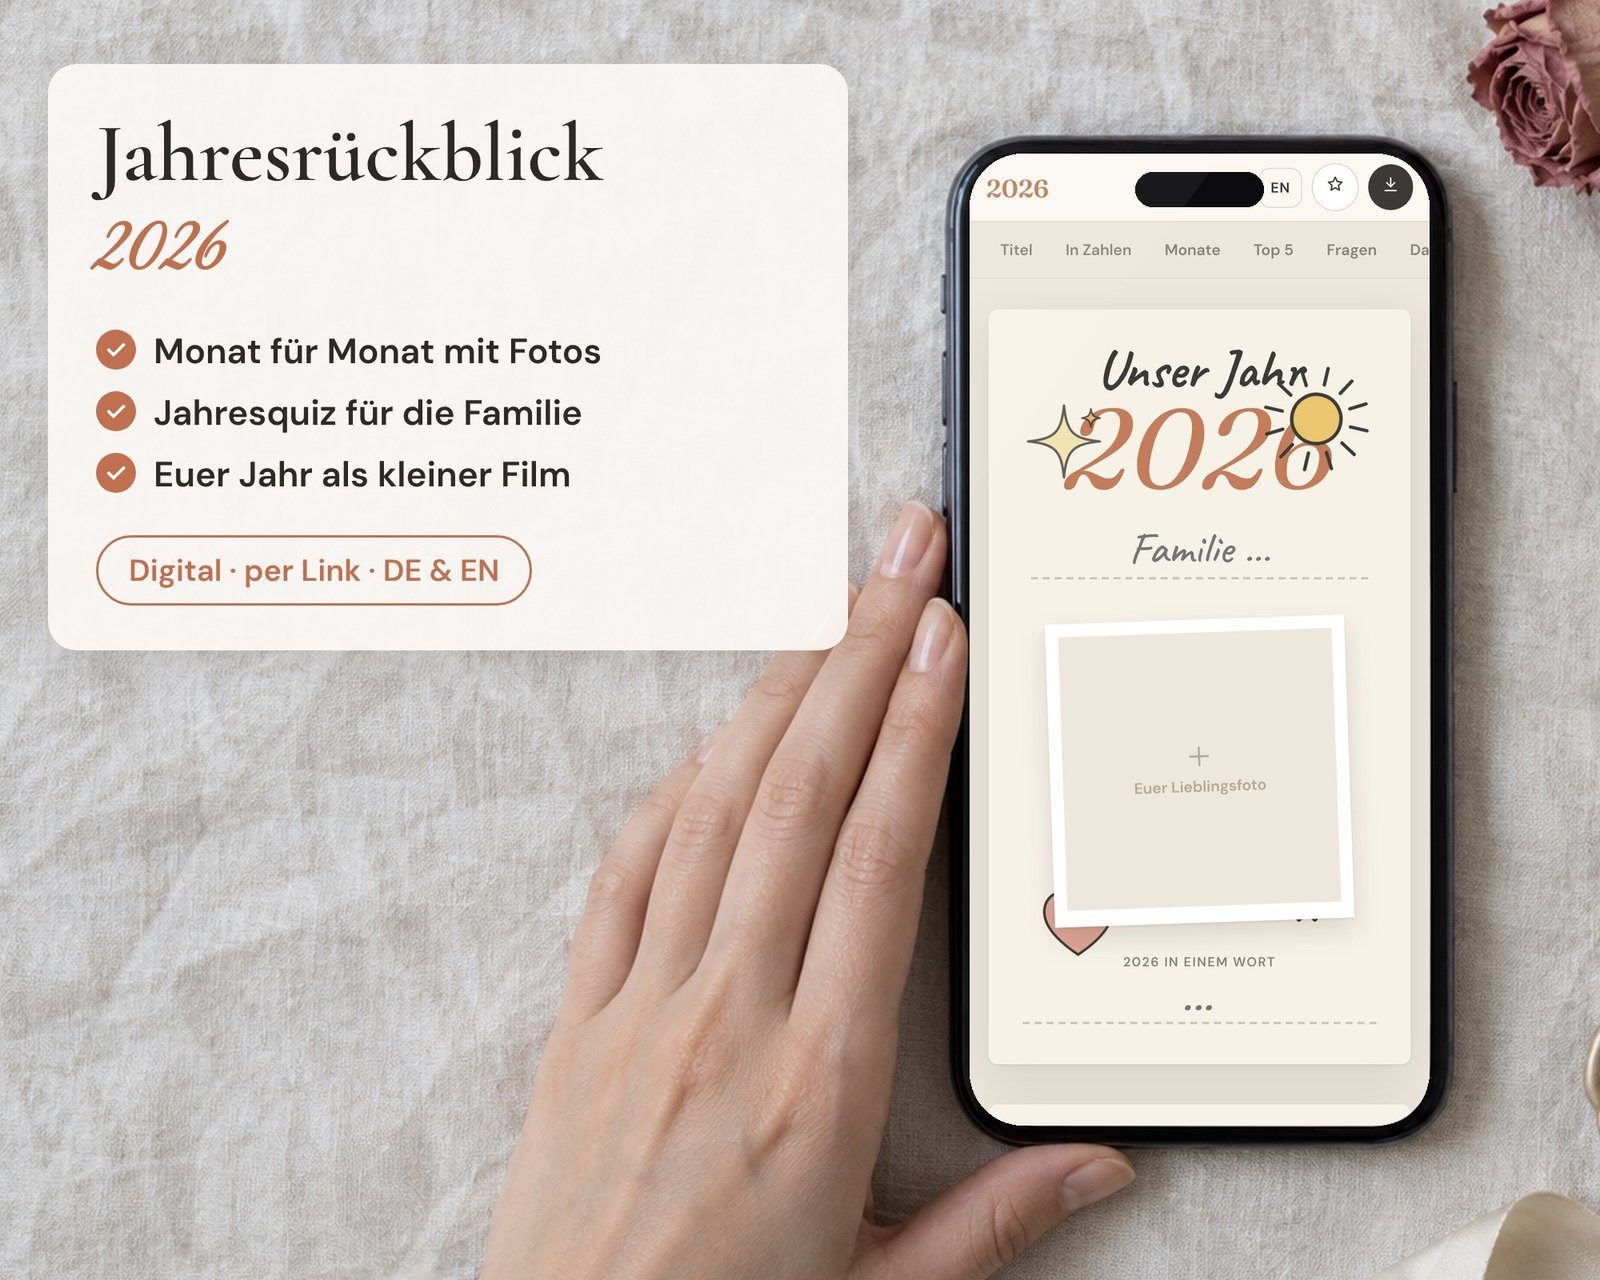 Jahresrückblick
2026
Monat für Monat mit Fotos
Jahresquiz für die Familie
Euer Jahr als kleiner Film
Digital · per Link · DE & EN
2026
EN
Titel In Zahlen Monate Top 5 Fragen Da
Unser Jahr
2026
Familie ...
+
Euer Lieblingsfoto
2026 IN EINEM WORT
...